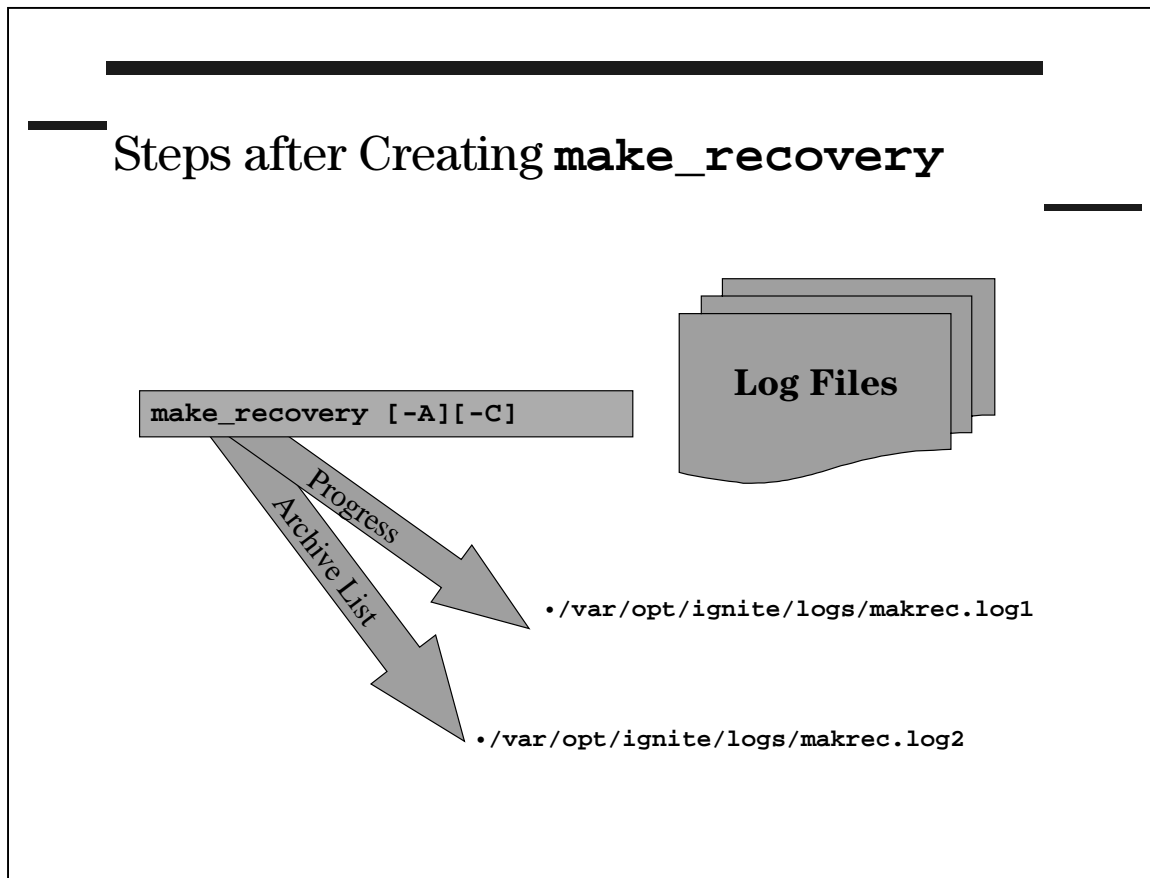 Steps after Creating make_recovery
Log Files
make_recovery [-A][-C]
Progress
Archive List
•/var/opt/ignite/logs/makrec.log1
•/var/opt/ignite/logs/makrec.log2